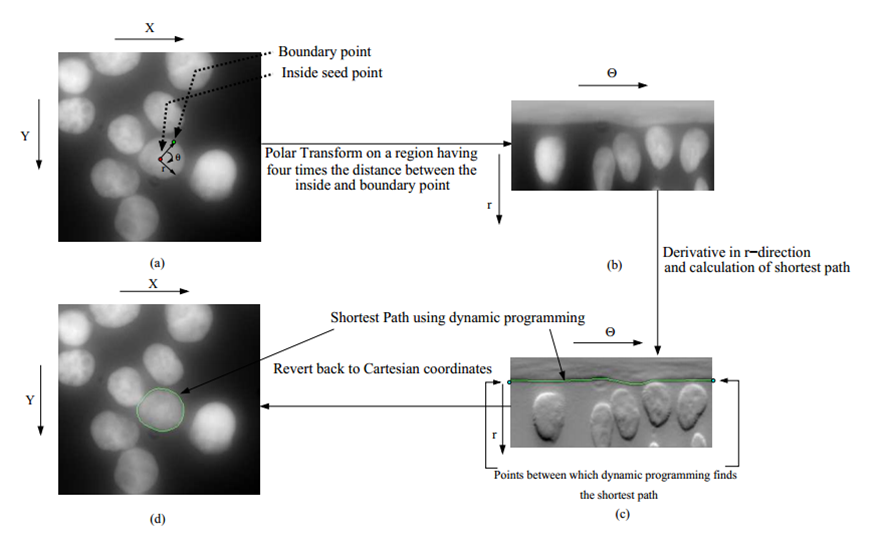 X
Boundary point
Inside seed point
Y
θ
r
Polar Transform on a region having
four times the distance between the
inside and boundary point
(a)
Θ
r
(b)
Derivative in r-direction
and calculation of shortest path
X
Shortest Path using dynamic programming
Θ
Revert back to Cartesian coordinates
Y
r
Points between which dynamic programming finds
the shortest path
(c)
(d)